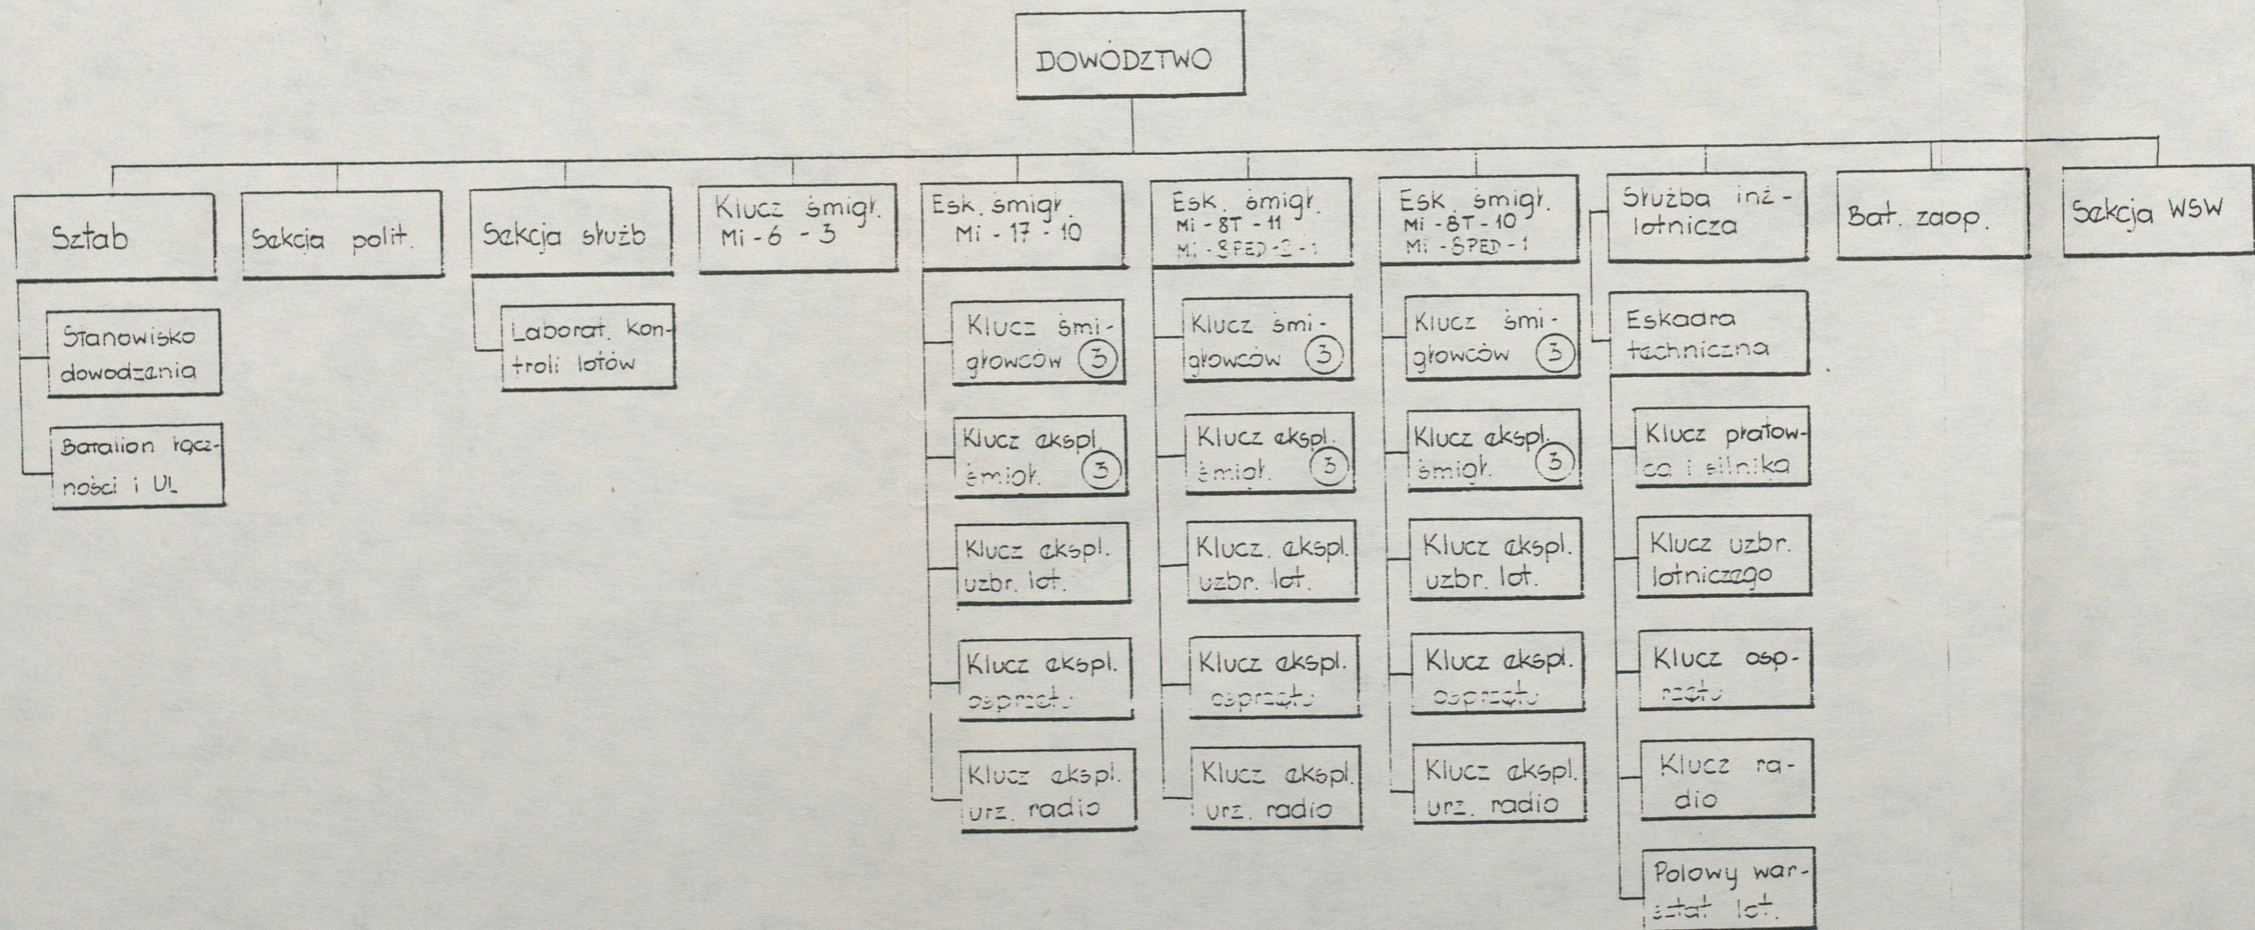 DOWÓDZTWO
Sztab
Stanowisko
dowodzenia
Batalion łącz-
ności i UL
Sekcja polit.
Sekcja służb
Laborat. kon-
troli lotów
Klucz śmigł.
Mi - 6 - 3
Esk. śmigł.
Mi - 17 - 10
Klucz śmi-
głowców 3
Klucz ekspl.
śmigł. 3
Klucz ekspl.
uzbr. lot.
Klucz ekspl.
osprzętu
Klucz ekspl.
urz. radio
Esk. śmigł.
Mi - 8T - 11
Klucz śmi-
głowców 3
Klucz ekspl.
śmigł. 3
Klucz ekspl.
uzbr. lot.
Klucz ekspl.
osprzętu
Klucz ekspl.
urz. radio
Esk. śmigł.
Mi - 8T - 10
Mi - 8PED - 1
Klucz śmi-
głowców 3
Klucz ekspl.
śmigł. 3
Klucz ekspl.
uzbr. lot.
Klucz ekspl.
osprzętu
Klucz ekspl.
urz. radio
Służba inż-
lotnicza
Eskadra
techniczna
Klucz płatow-
ca i silnika
Klucz uzbr.
lotniczego
Klucz osp-
rzętu
Klucz ra-
dio
Polowy war-
sztat lot.
Bat. zaop.
Sekcja WSW